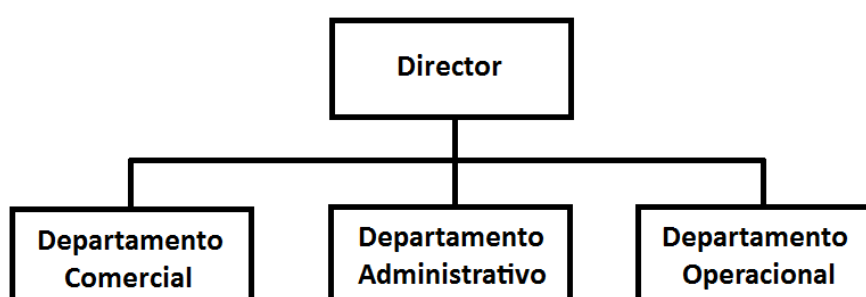 Director
Departamento
Comercial
Departamento
Administrativo
Departamento
Operacional